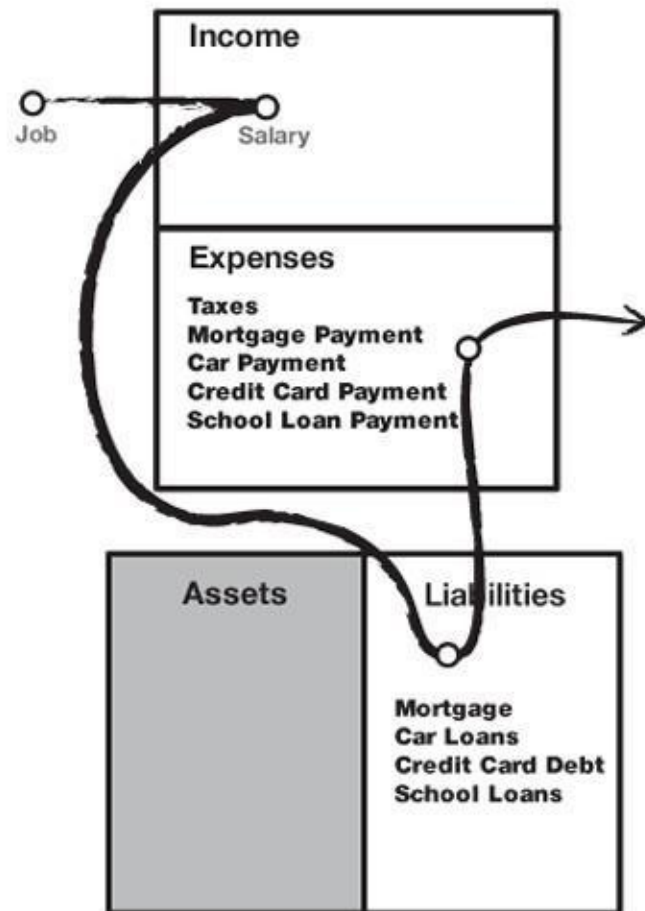 Income
Job
Salary
Expenses
Taxes
Mortgage Payment
Car Payment
Credit Card Payment
School Loan Payment
Assets
Liabilities
Mortgage
Car Loans
Credit Card Debt
School Loans